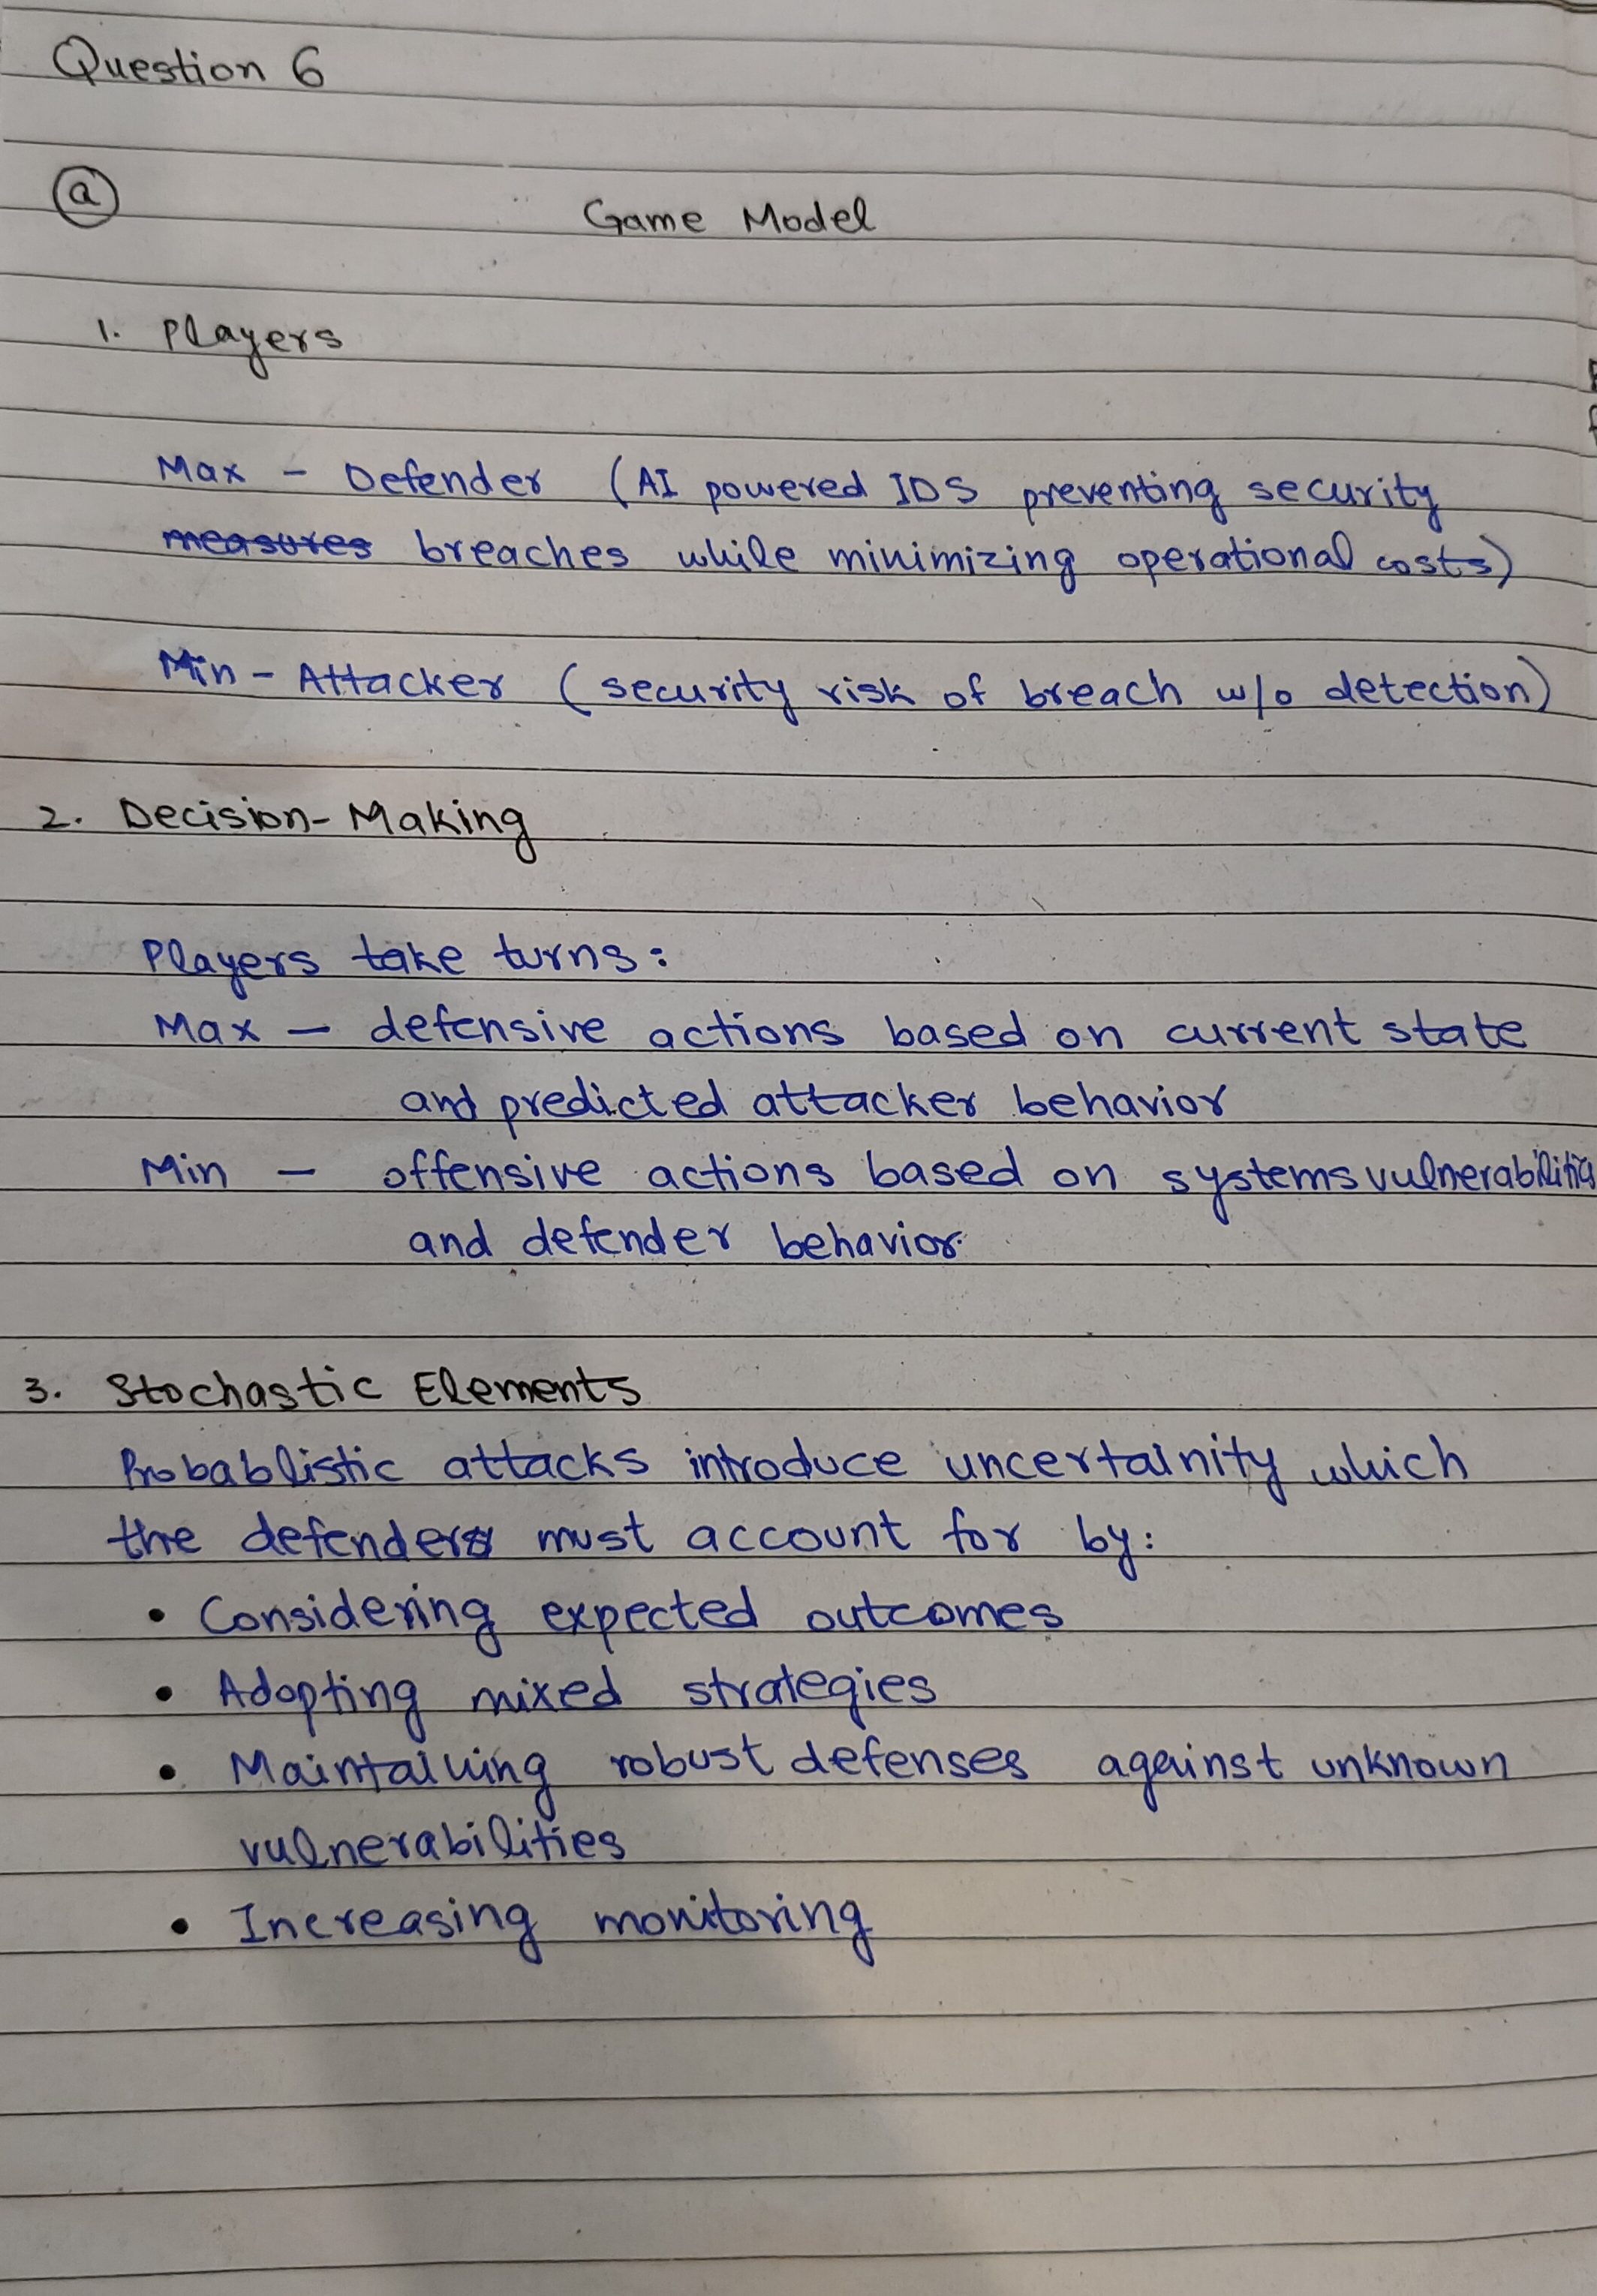 Question 6
a
Game Model
1. Players
Max - Defender (AI powered IDS preventing security
measures breaches while minimizing operational costs)
Min - Attacker (security risk of breach w/o detection)
2. Decision-Making
Players take turns:
Max - defensive actions based on current state
and predicted attacker behavior
Min - offensive actions based on systems vulnerabilities
and defender behavior.
3. Stochastic Elements
Probablistic attacks introduce uncertainity which
the defender must account for by:
• Considering expected outcomes
• Adopting mixed strategies
• Maintaining robust defenses against unknown
vulnerabilities
• Increasing monitoring